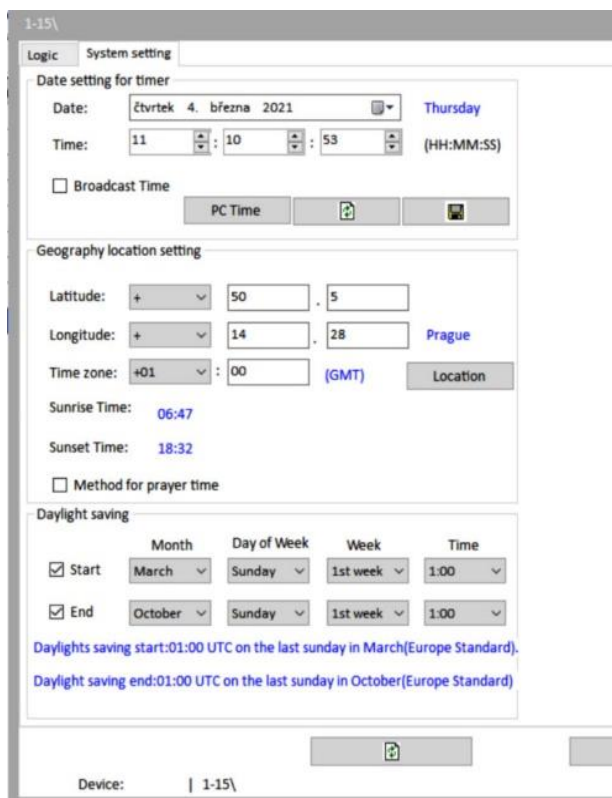 1-15\
Logic System setting
Date setting for timer
Date: čtvrtek 4. března 2021 Thursday
Time: 11 : 10 : 53 (HH:MM:SS)
Broadcast Time
PC Time
Geography location setting
Latitude: + 50 . 5
Longitude: + 14 . 28 Prague
Time zone: +01 : 00 (GMT) Location
Sunrise Time: 06:47
Sunset Time: 18:32
Method for prayer time
Daylight saving
Month Day of Week Week Time
Start March Sunday 1st week 1:00
End October Sunday 1st week 1:00
Daylights saving start:01:00 UTC on the last sunday in March(Europe Standard).
Daylight saving end:01:00 UTC on the last sunday in October(Europe Standard)
Device: | 1-15\